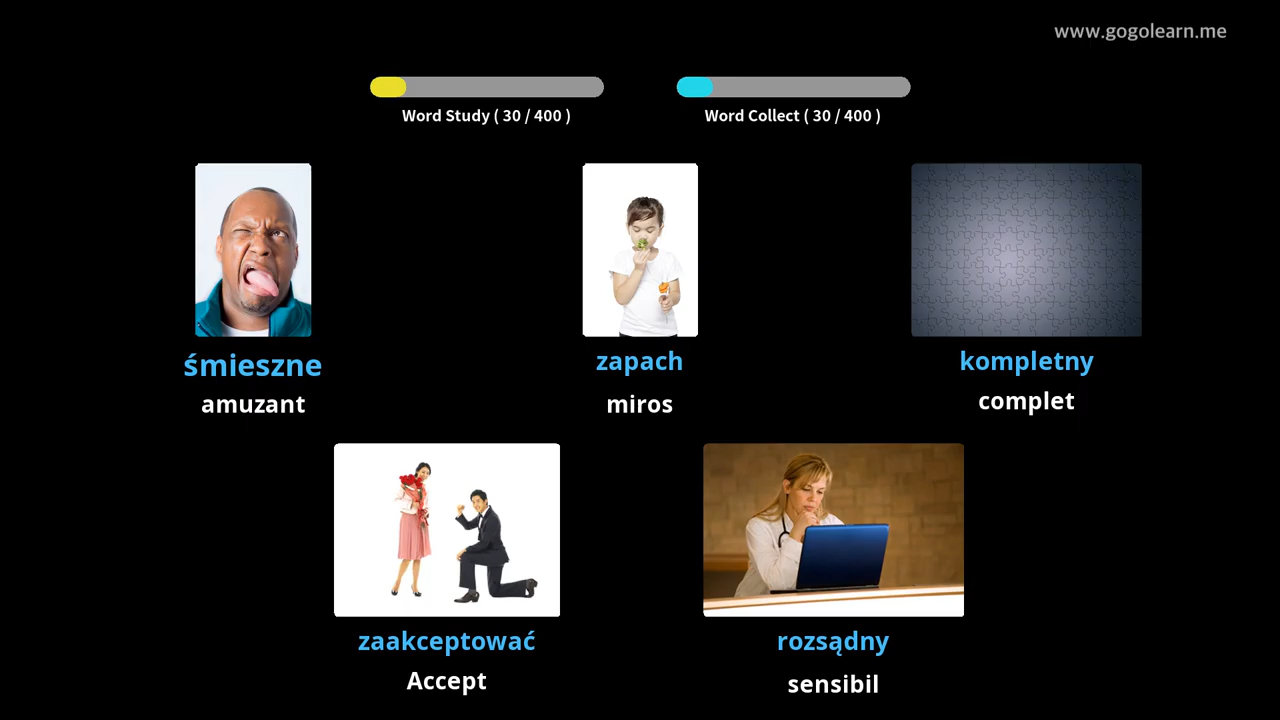 www.gogolearn.me
Word Study ( 30 / 400 )
Word Collect ( 30 / 400 )
śmieszne
amuzant
zapach
miros
kompletny
complet
zaakceptować
Accept
rozsądny
sensibil